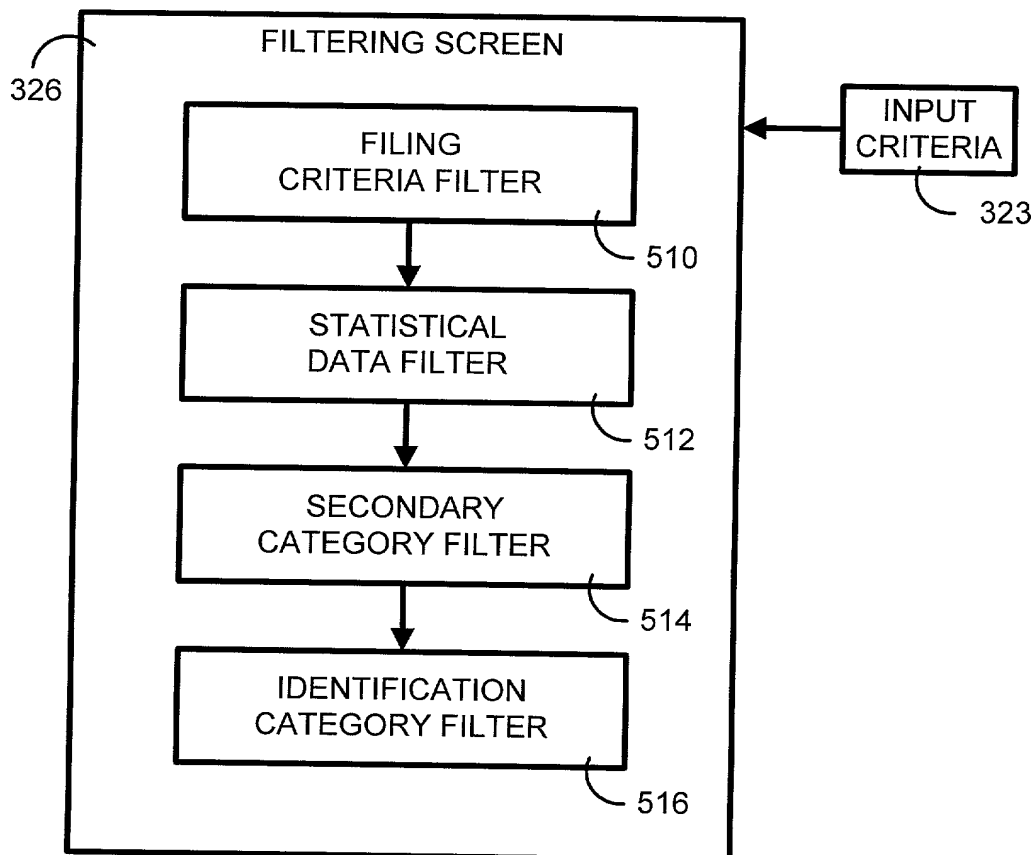 FILTERING SCREEN
326
FILING
CRITERIA FILTER
510
INPUT
CRITERIA
323
STATISTICAL
DATA FILTER
512
SECONDARY
CATEGORY FILTER
514
IDENTIFICATION
CATEGORY FILTER
516